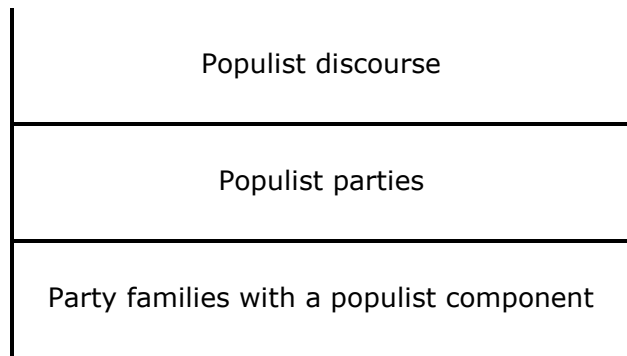 Populist discourse
Populist parties
Party families with a populist component